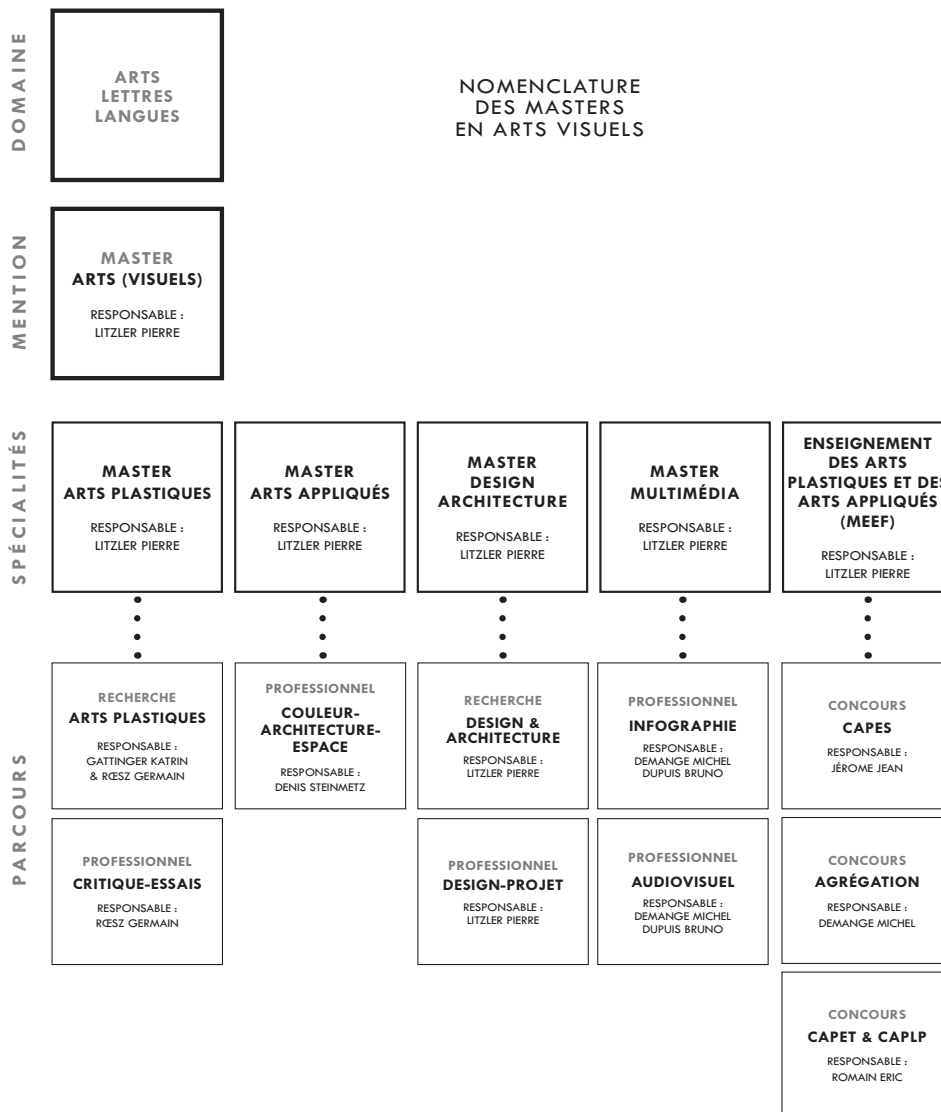 DOMAINE
ARTS
LETTRES
LANGUES
NOMENCLATURE
DES MASTERS
EN ARTS VISUELS
MENTION
MASTER
ARTS (VISUELS)
RESPONSABLE :
LITZLER PIERRE
SPÉCIALITÉS
MASTER
ARTS PLASTIQUES
RESPONSABLE :
LITZLER PIERRE
MASTER
ARTS APPLIQUÉS
RESPONSABLE :
LITZLER PIERRE
MASTER
DESIGN
ARCHITECTURE
RESPONSABLE :
LITZLER PIERRE
MASTER
MULTIMÉDIA
RESPONSABLE :
LITZLER PIERRE
ENSEIGNEMENT
DES ARTS
PLASTIQUES ET DES
ARTS APPLIQUÉS
(MEEF)
RESPONSABLE :
LITZLER PIERRE
PARCOURS
RECHERCHE
ARTS PLASTIQUES
RESPONSABLE :
GATTINGER KATRIN
& RŒSZ GERMAIN
PROFESSIONNEL
COULEUR-
ARCHITECTURE-
ESPACE
RESPONSABLE :
DENIS STEINMETZ
RECHERCHE
DESIGN &
ARCHITECTURE
RESPONSABLE :
LITZLER PIERRE
PROFESSIONNEL
INFOGRAPHIE
RESPONSABLE :
DEMANGE MICHEL
DUPUIS BRUNO
CONCOURS
CAPES
RESPONSABLE :
JÉROME JEAN
PROFESSIONNEL
CRITIQUE-ESSAIS
RESPONSABLE :
RŒSZ GERMAIN
PROFESSIONNEL
DESIGN-PROJET
RESPONSABLE :
LITZLER PIERRE
PROFESSIONNEL
AUDIOVISUEL
RESPONSABLE :
DEMANGE MICHEL
DUPUIS BRUNO
CONCOURS
AGRÉGATION
RESPONSABLE :
DEMANGE MICHEL
CONCOURS
CAPET & CAPLP
RESPONSABLE :
ROMAIN ERIC